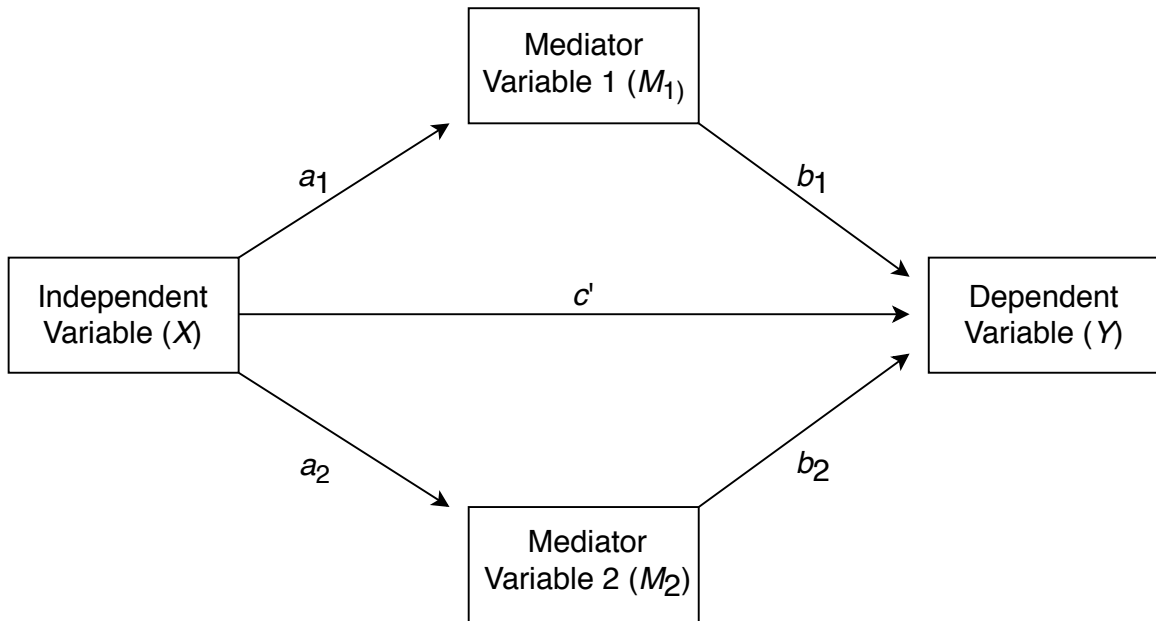 Mediator
Variable 1 (M1)
a1
b1
Independent
Variable (X)
c'
Dependent
Variable (Y)
a2
b2
Mediator
Variable 2 (M2)